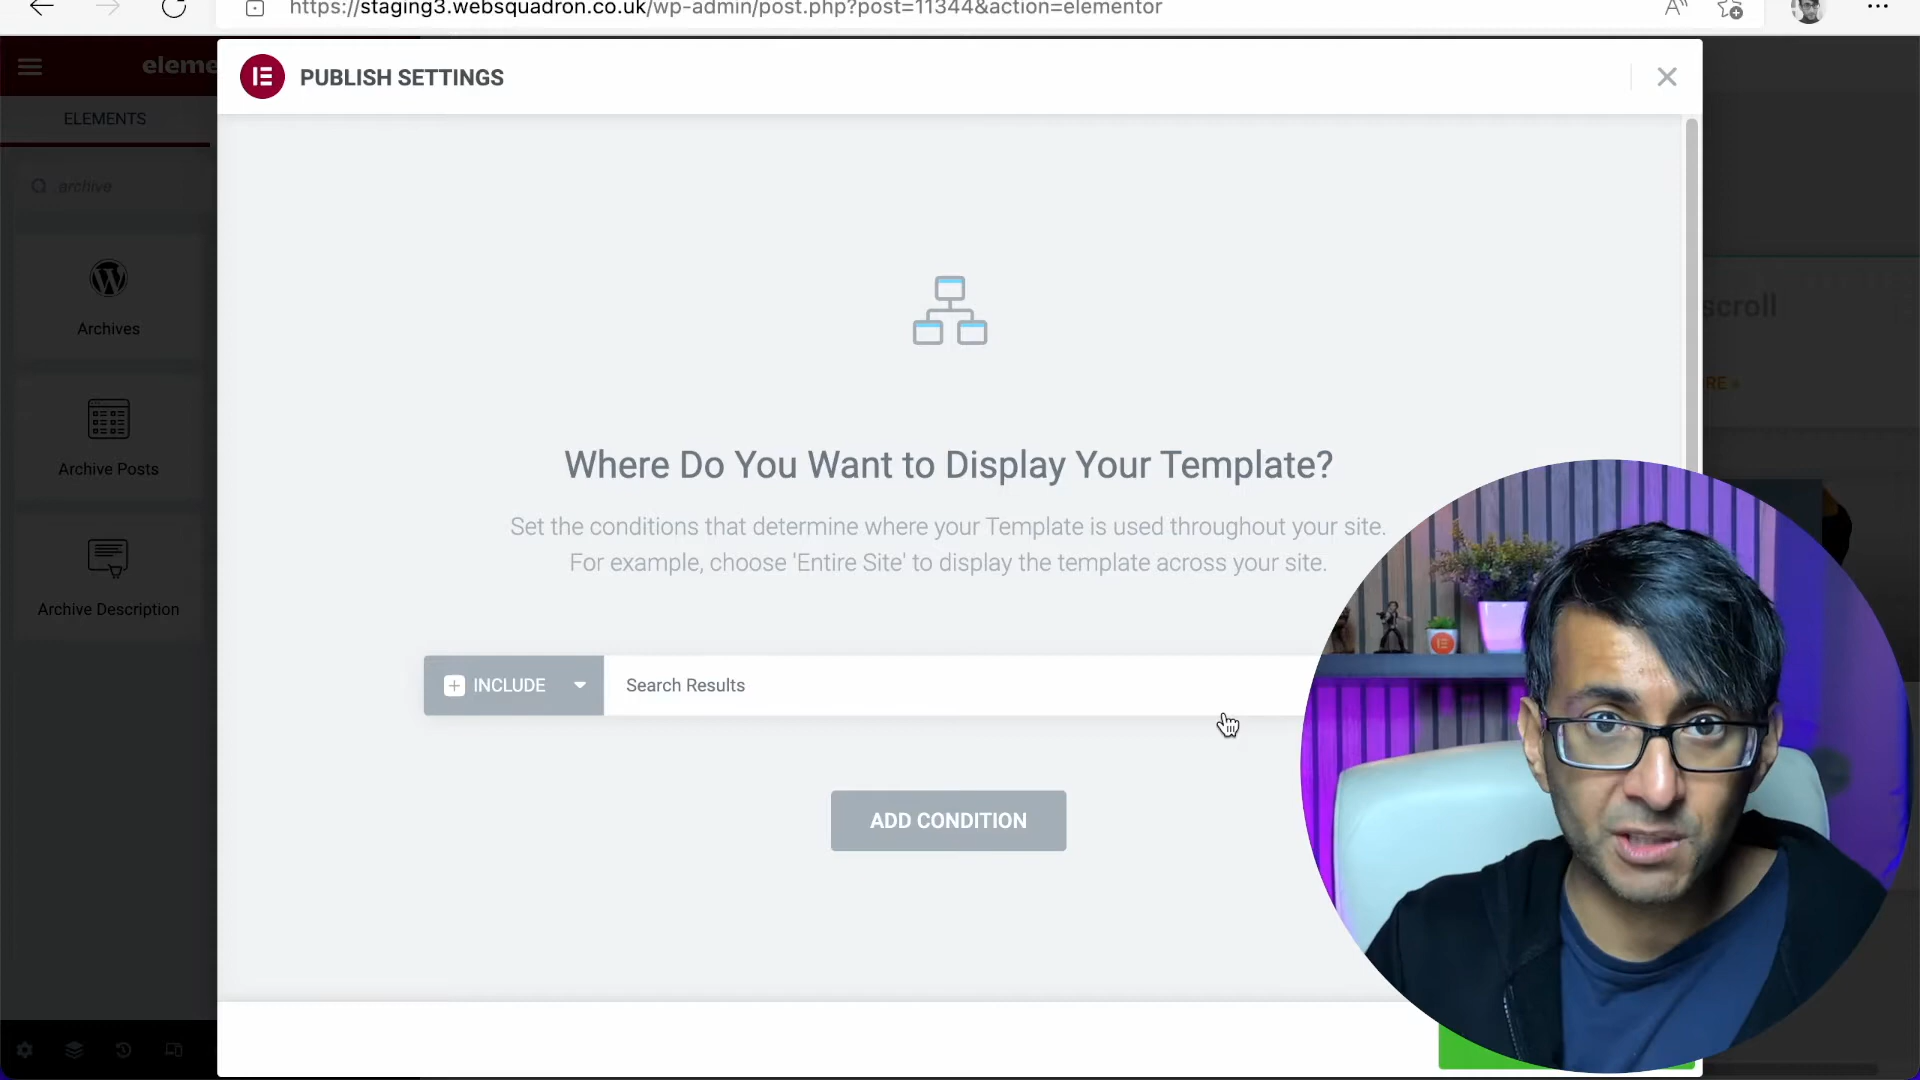 https://staging3.websquadron.co.uk/wp-admin/post.php?post=11344&action=elementor
eleme
PUBLISH SETTINGS
ELEMENTS
archive
Archives
scroll
RE »
Archive Posts
Where Do You Want to Display Your Template?
Set the conditions that determine where your Template is used throughout your site.
For example, choose 'Entire Site' to display the template across your site.
Archive Description
INCLUDE
Search Results
ADD CONDITION